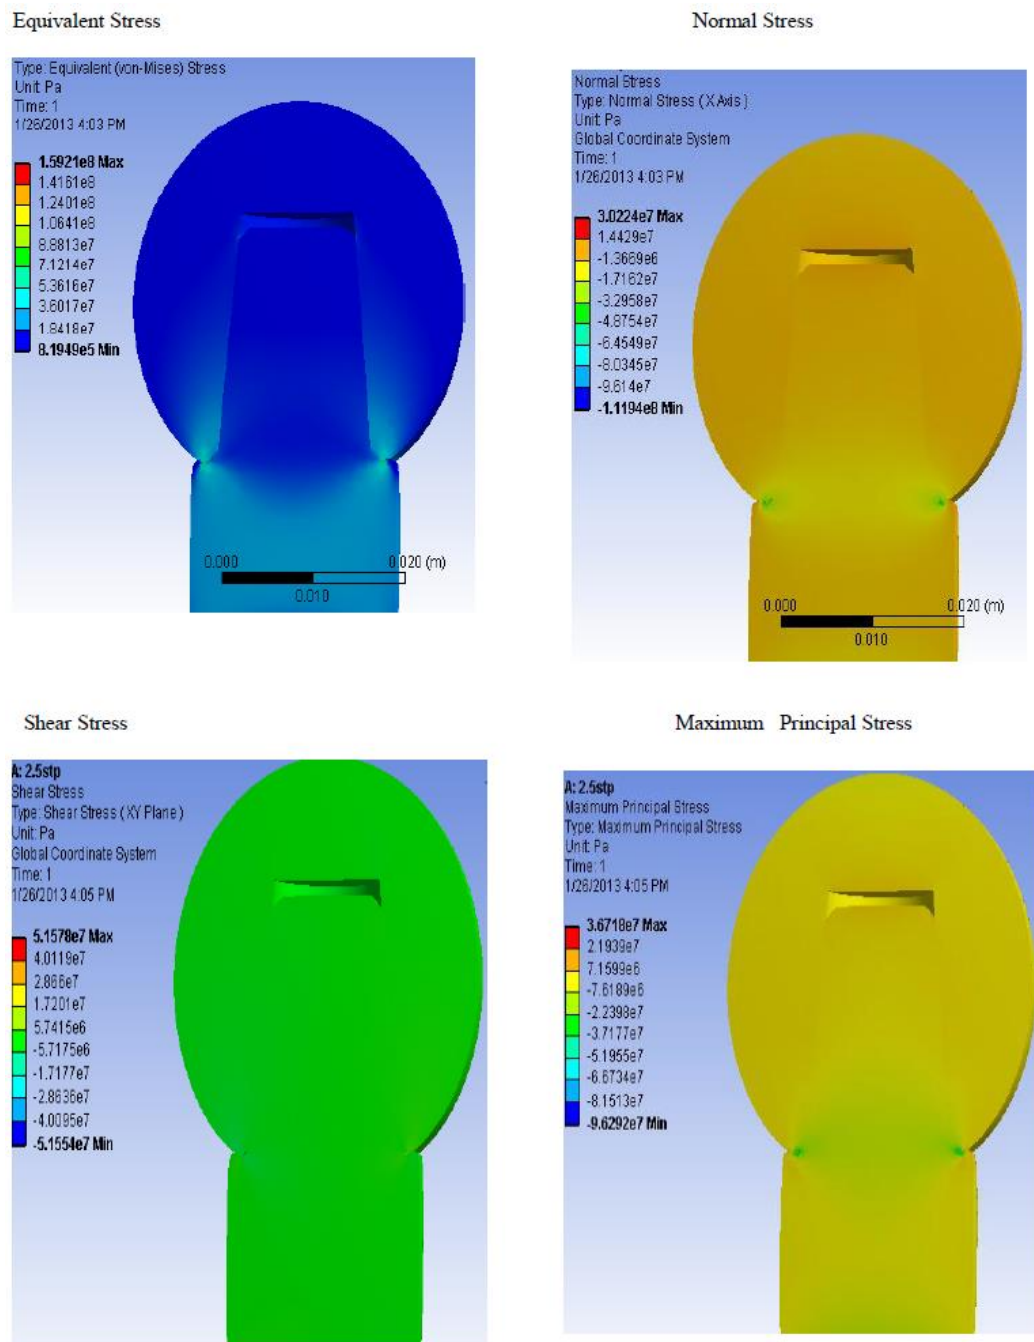 Equivalent Stress
Normal Stress
Type: Equivalent (von-Mises) Stress
Unit: Pa
Time: 1
1/26/2013 4:03 PM
1.5921e8 Max
1.4161e8
1.2401e8
1.0641e8
8.8813e7
7.1214e7
5.3616e7
3.6017e7
1.8418e7
8.1949e5 Min
0.000
0.020 (m)
0.010
Normal Stress
Type: Normal Stress ( X Axis )
Unit: Pa
Global Coordinate System
Time: 1
1/26/2013 4:03 PM
3.0224e7 Max
1.4429e7
-1.3669e6
-1.7162e7
-3.2958e7
-4.8754e7
-6.4549e7
-8.0345e7
-9.614e7
-1.1194e8 Min
0.000
0.020 (m)
0.010
Shear Stress
Maximum Principal Stress
A: 2.5stp
Shear Stress
Type: Shear Stress ( XY Plane )
Unit: Pa
Global Coordinate System
Time: 1
1/26/2013 4:05 PM
5.1578e7 Max
4.0119e7
2.866e7
1.7201e7
5.7415e6
-5.7175e6
-1.7177e7
-2.8636e7
-4.0095e7
-5.1554e7 Min
A: 2.5stp
Maximum Principal Stress
Type: Maximum Principal Stress
Unit: Pa
Time: 1
1/26/2013 4:05 PM
3.6718e7 Max
2.1939e7
7.1599e6
-7.6189e6
-2.2398e7
-3.7177e7
-5.1955e7
-6.6734e7
-8.1513e7
-9.6292e7 Min